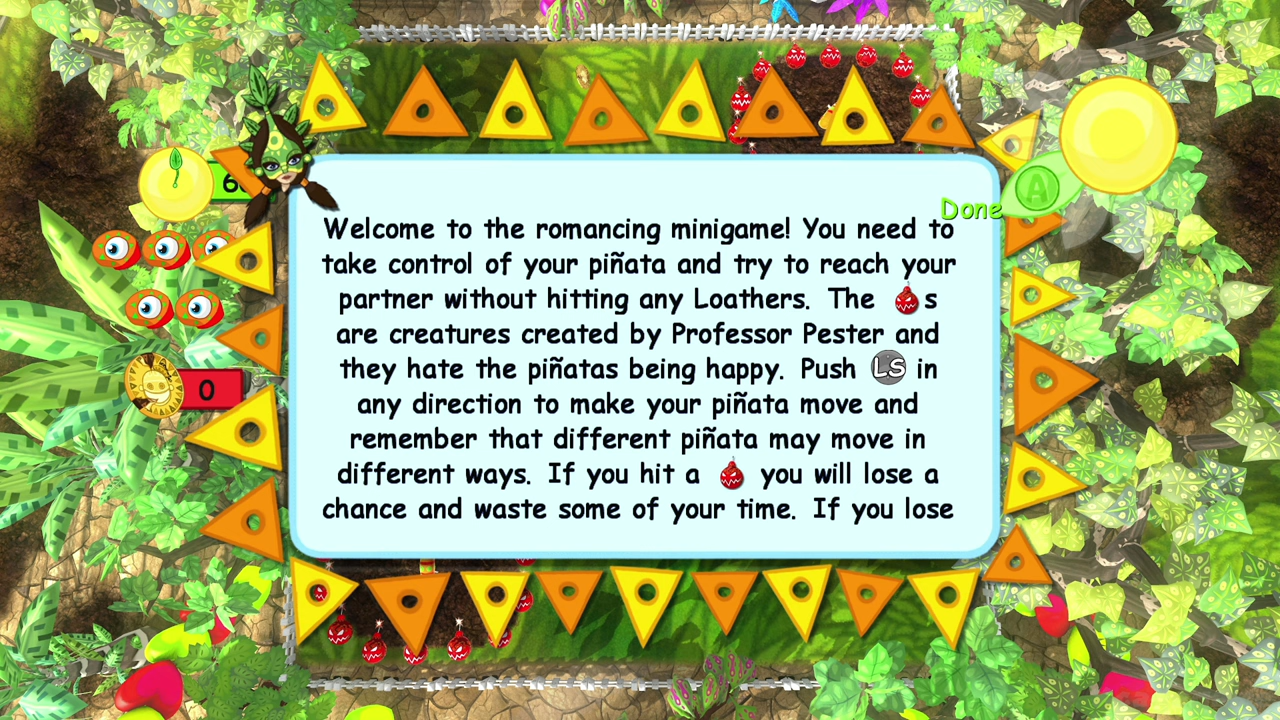 Done
Welcome to the romancing minigame! You need to
take control of your piñata and try to reach your
partner without hitting any Loathers. The s
are creatures created by Professor Pester and
they hate the piñatas being happy. Push LS in
any direction to make your piñata move and
remember that different piñata may move in
different ways. If you hit a you will lose a
chance and waste some of your time. If you lose
A
0